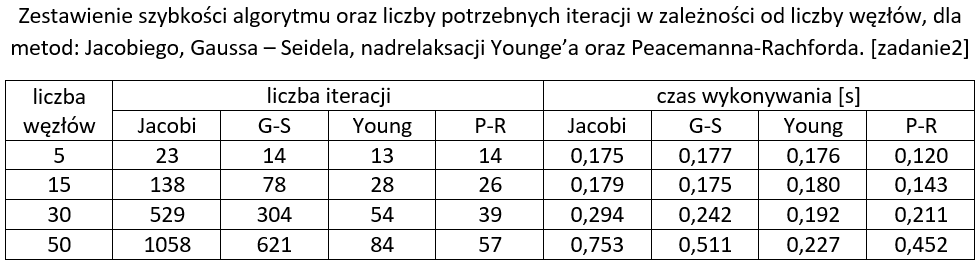 Zestawienie szybkości algorytmu oraz liczby potrzebnych iteracji w zależności od liczby węzłów, dla
metod: Jacobiego, Gaussa – Seidela, nadrelaksacji Younge’a oraz Peacemanna-Rachforda. [zadanie2]
liczba węzłów liczba iteracji czas wykonywania [s]
Jacobi G-S Young P-R Jacobi G-S Young P-R
5 23 14 13 14 0,175 0,177 0,176 0,120
15 138 78 28 26 0,179 0,175 0,180 0,143
30 529 304 54 39 0,294 0,242 0,192 0,211
50 1058 621 84 57 0,753 0,511 0,227 0,452